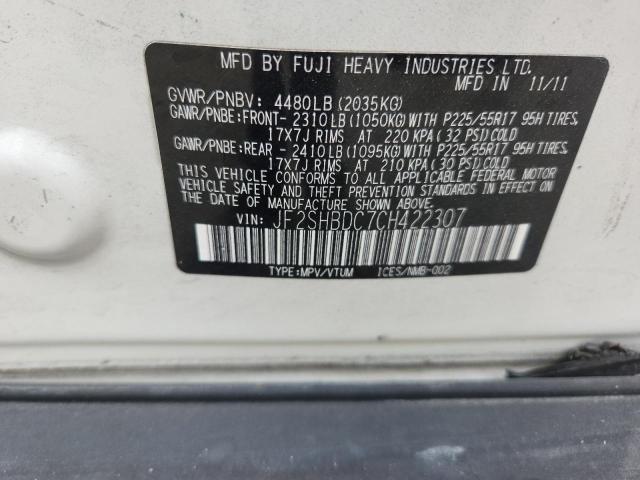 MFD BY FUJI HEAVY INDUSTRIES LTD.
MFD IN 11/11
GVWR/PNBV: 4480LB (2035KG)
GAWR/PNBE:FRONT- 2310LB(1050KG)WITH P225/55R17 95H TIRES,
17X7J RIMS AT 220 KPA(32 PSI)COLD
GAWR/PNBE:REAR - 2410LB(1095KG)WITH P225/55R17 95H TIRES,
17X7J RIMS AT 210 KPA(30 PSI)COLD
THIS VEHICLE CONFORMS TO ALL APPLICABLE FEDERAL MOTOR
VEHICLE SAFETY AND THEFT PREVENTION STANDARDS IN EFFECT ON
THE DATA OF MANUFACTURE SHOWN ABOVE.
VIN: JF2SHBDC7CH422307
TYPE:MPV/VTUM ICES/NMB-002